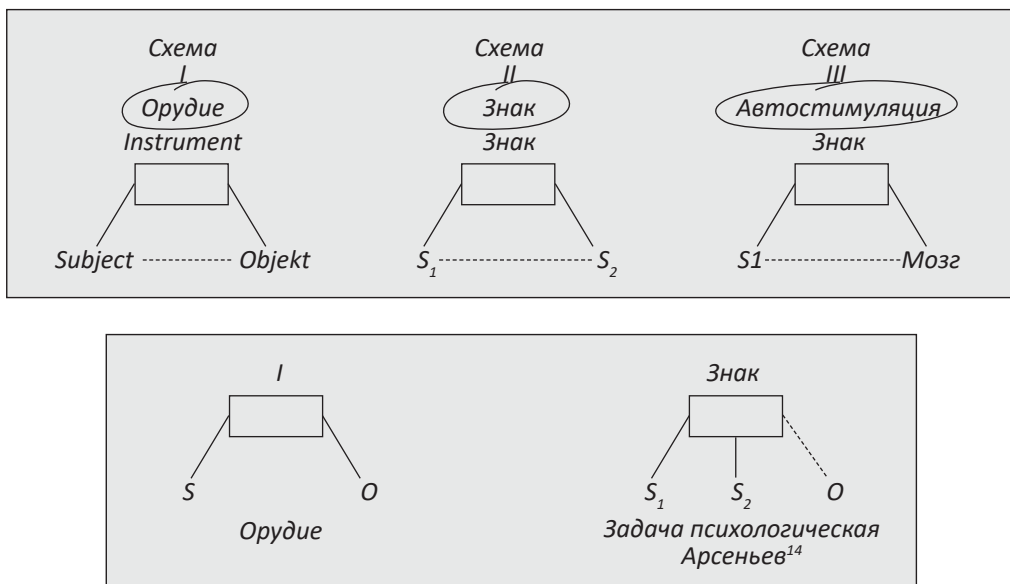 Схема
I
Орудие
Instrument
Subject
Objekt
Схема
II
Знак
Знак
S₁
S₂
Схема
III
Автостимуляция
Знак
S1
Мозг
I
S
O
Орудие
Знак
S₁
S₂
O
Задача психологическая
Арсеньев¹⁴